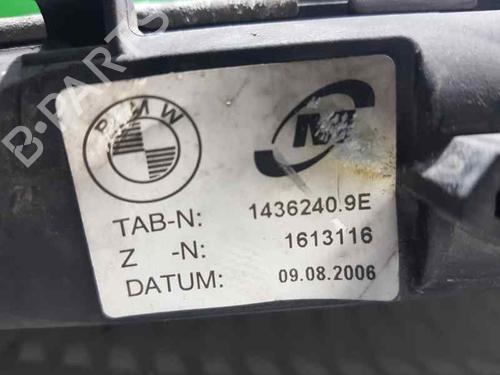 B-PARTS
BMW
TAB-N: 1436240.9E
Z -N: 1613116
DATUM: 09.08.2006